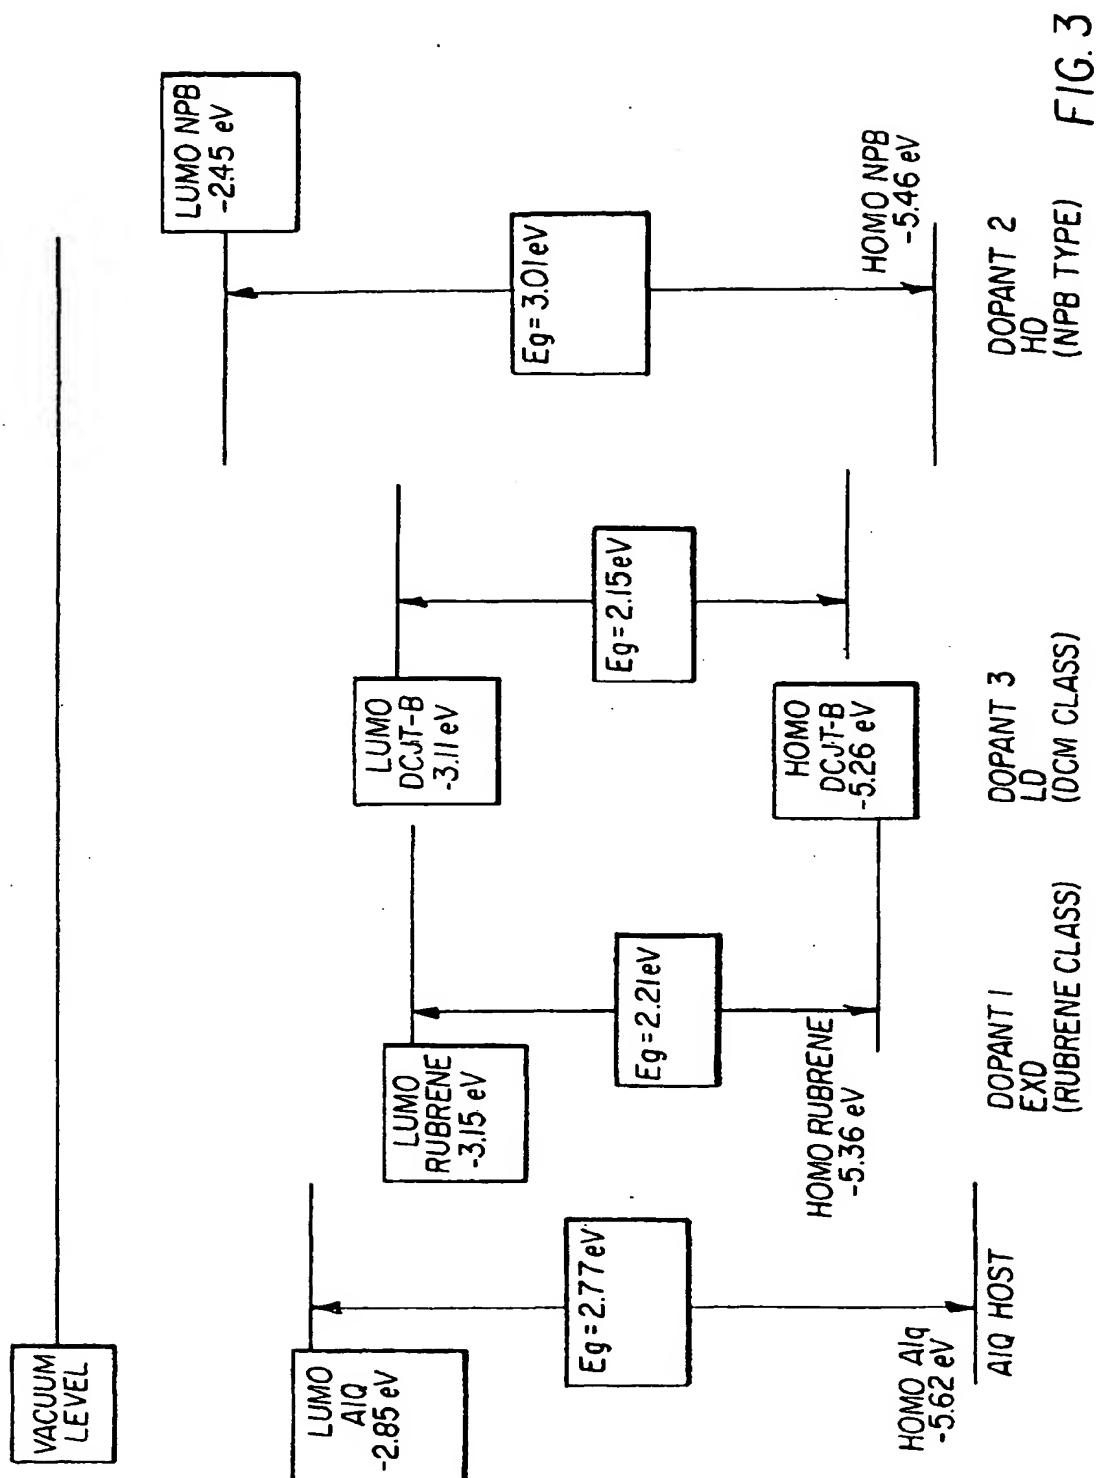 VACUUM
LEVEL
LUMO
AlQ
-2.85 eV
Eg=2.77eV
HOMO Alq
-5.62 eV
AlQ HOST
LUMO
RUBRENE
-3.15 eV
Eg=2.21eV
HOMO RUBRENE
-5.36 eV
DOPANT 1
EXD
(RUBRENE CLASS)
LUMO
DCJT-B
-3.11 eV
Eg=2.15eV
HOMO
DCJT-B
-5.26 eV
DOPANT 3
LD
(DCM CLASS)
LUMO NPB
-2.45 eV
Eg=3.01eV
HOMO NPB
-5.46 eV
DOPANT 2
HD
(NPB TYPE)
FIG. 3